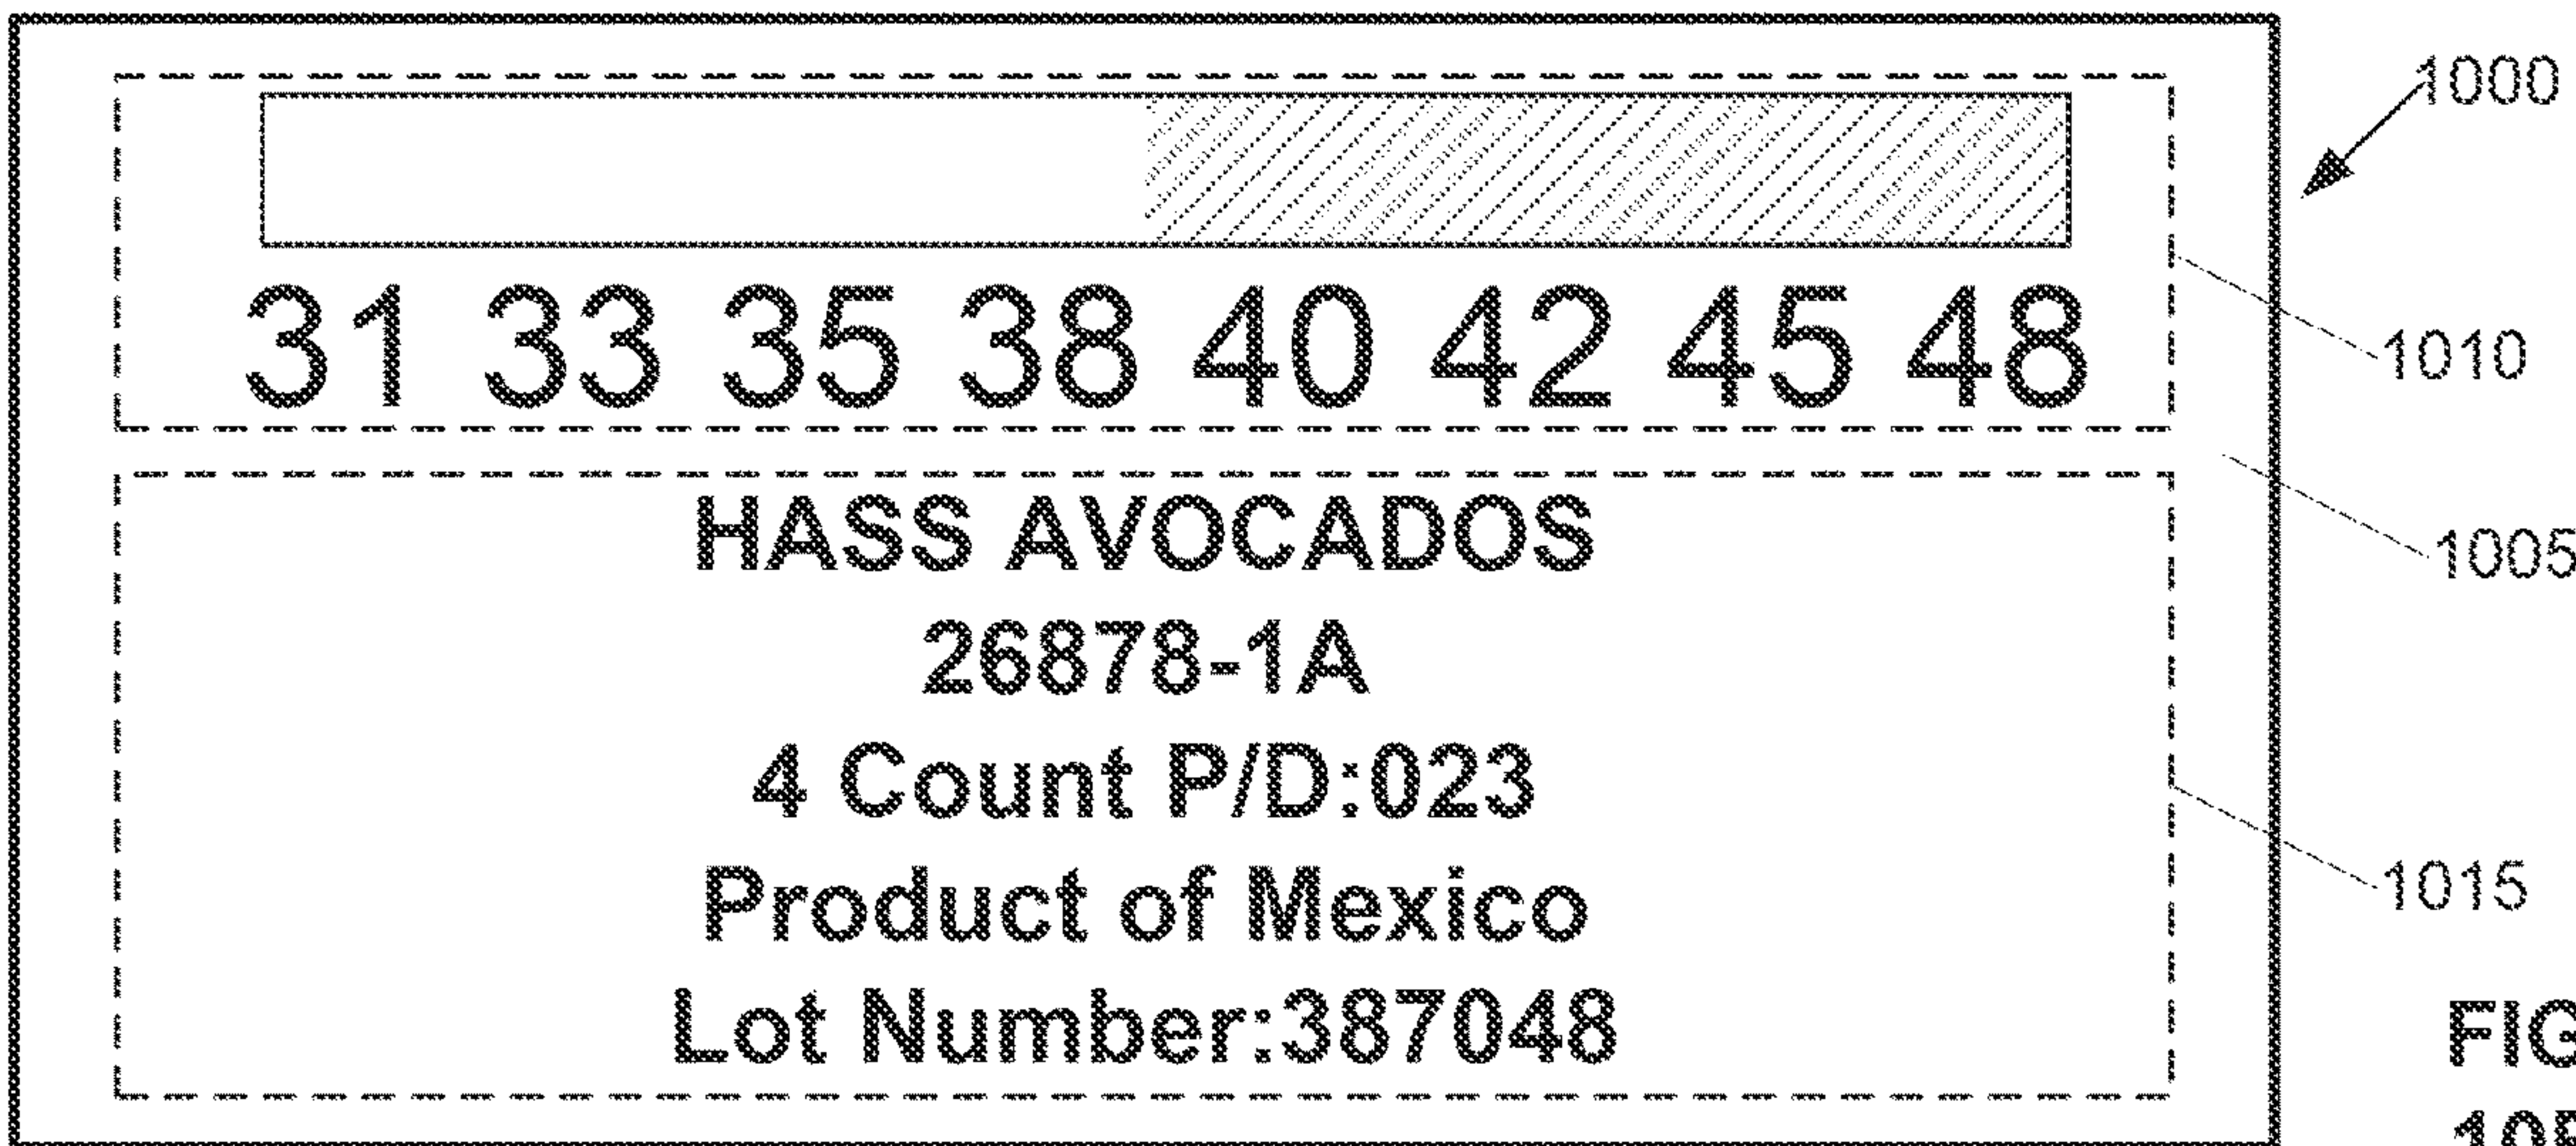 1000
31 33 35 38 40 42 45 48
1010
HASS AVOCADOS
1005
26878-1A
4 Count P/D:023
Product of Mexico
1015
Lot Number:387048
FIG